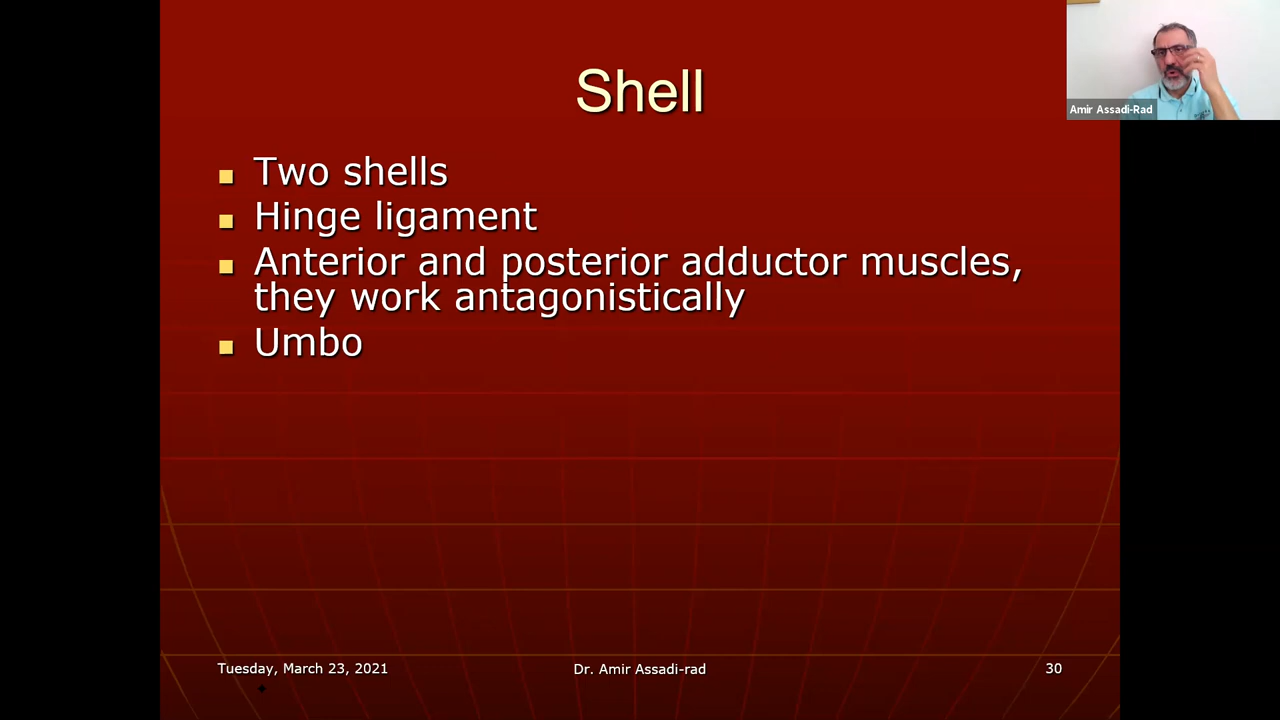 Shell
Two shells
Hinge ligament
Anterior and posterior adductor muscles,
they work antagonistically
Umbo
Amir Assadi-Rad
Tuesday, March 23, 2021
Dr. Amir Assadi-rad
30